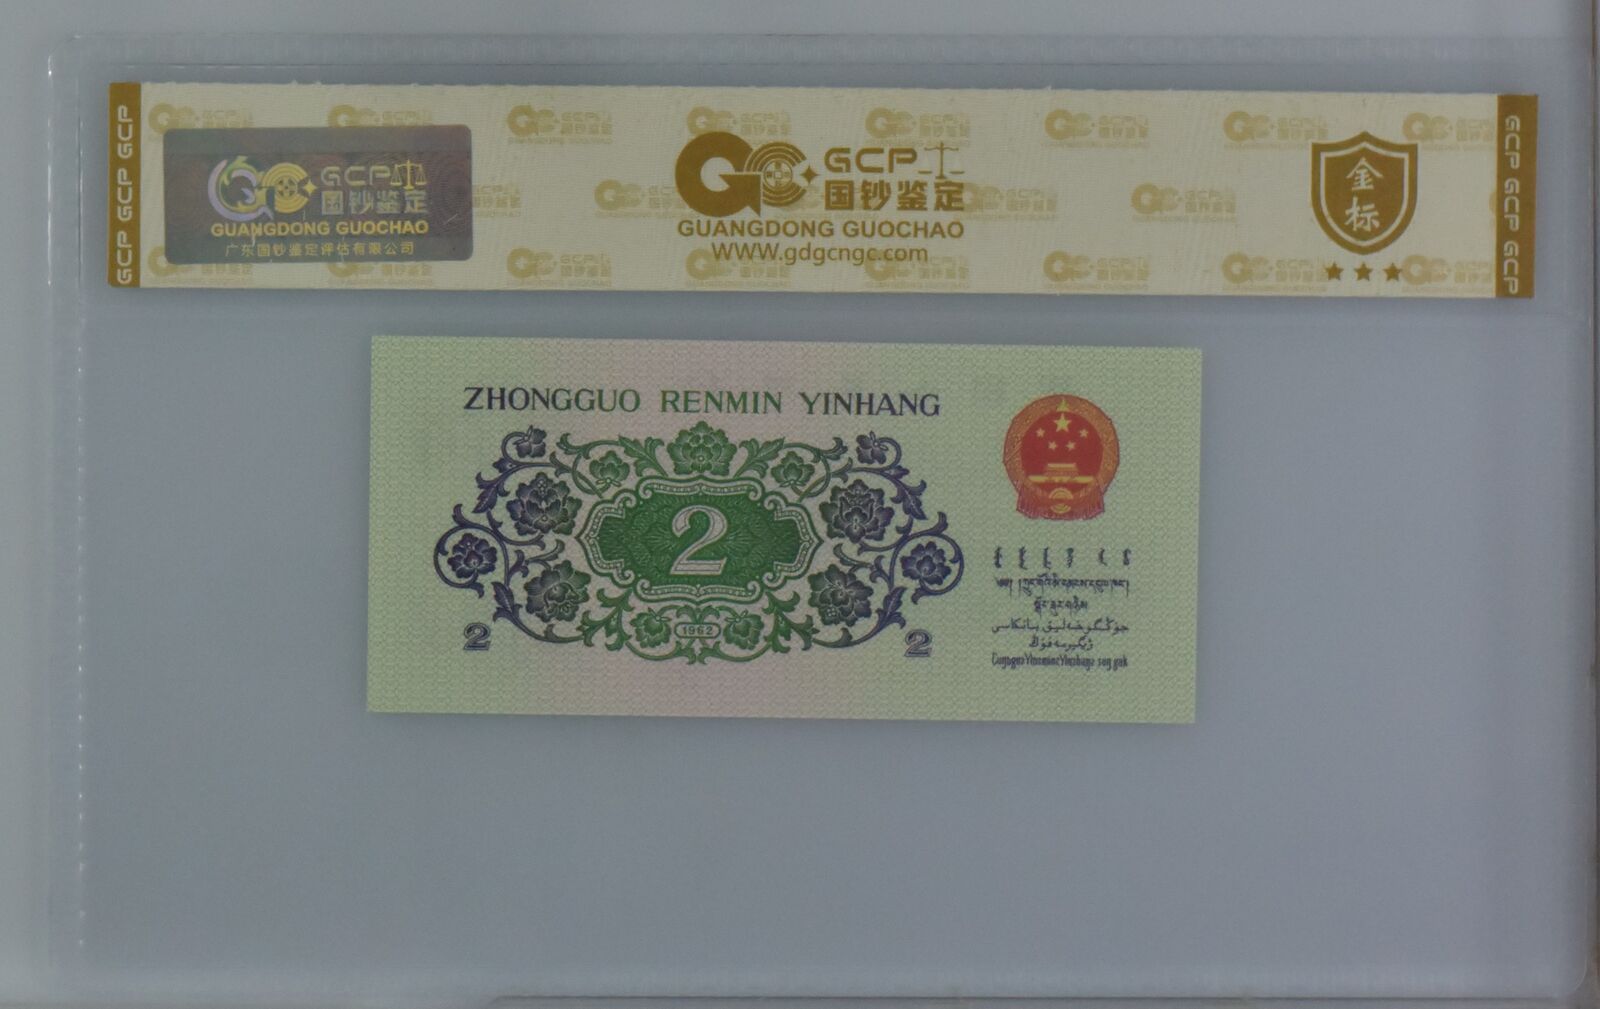 GCP GCP GCP
GCP
国钞鉴定
GUANGDONG GUOCHAO
广东国钞鉴定评估有限公司
GCP
国钞鉴定
GUANGDONG GUOCHAO
WWW.gdgcngc.com
金
标
GCP GCP GCP
ZHONGGUO RENMIN YINHANG
2
1962
2
2